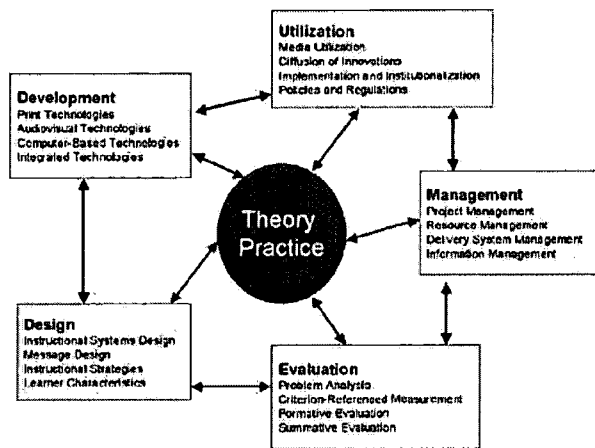 Utilization
Media Utilization
Diffusion of Innovations
Implementation and Institutionalization
Policies and Regulations
Development
Print Technologies
Audiovisual Technologies
Computer-Based Technologies
Integrated Technologies
Theory
Practice
Management
Project Management
Resource Management
Delivery System Management
Information Management
Design
Instructional Systems Design
Message Design
Instructional Strategies
Learner Characteristics
Evaluation
Problem Analysis
Criterion-Referenced Measurement
Formative Evaluation
Summative Evaluation